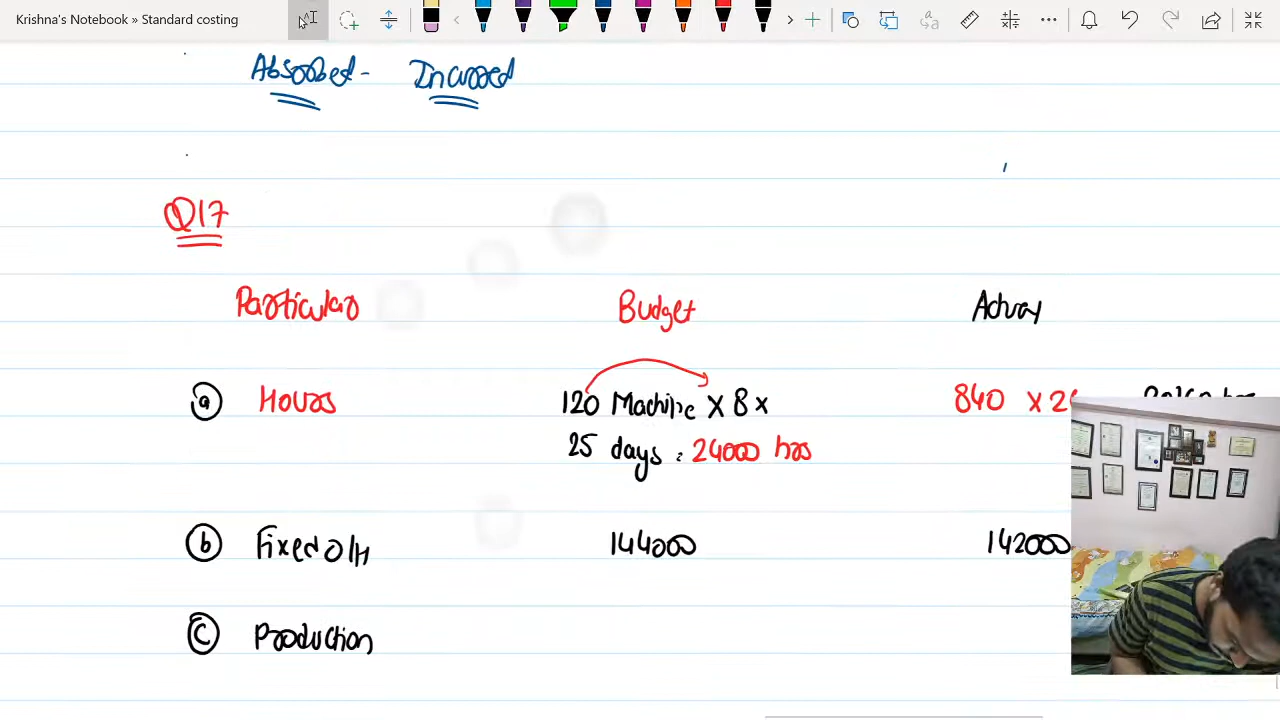 Krishna's Notebook » Standard costing
Absorbed - Incurred
Q17
Particular Budget Actual
a Hours 120 Machine × 8 × 840 × 2
25 days = 24000 hrs
b Fixed O/H 144000 142000
c Production